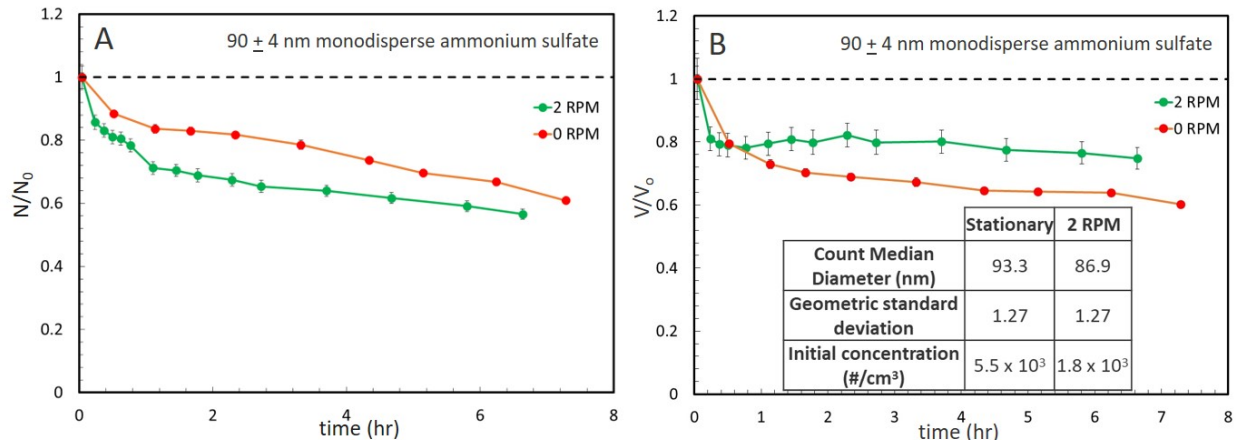 A
90 ± 4 nm monodisperse ammonium sulfate
2 RPM
0 RPM
N/N₀
1.2
1
0.8
0.6
0.4
0.2
0
0 2 4 6 8
time (hr)
B
90 ± 4 nm monodisperse ammonium sulfate
2 RPM
0 RPM
V/Vₒ
1.2
1
0.8
0.6
0.4
0.2
0
Stationary 2 RPM
Count Median
Diameter (nm) 93.3 86.9
Geometric standard
deviation 1.27 1.27
Initial concentration
(#/cm³) 5.5 x 10³ 1.8 x 10³
0 1 2 3 4 5 6 7 8
time (hr)